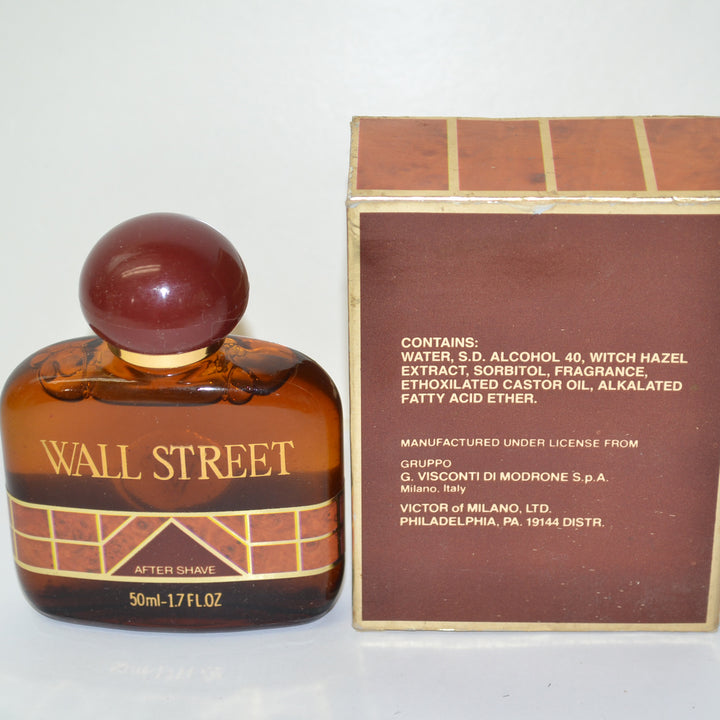 WALL STREET
AFTER SHAVE
50ml-1.7 FL.OZ
CONTAINS:
WATER, S.D. ALCOHOL 40, WITCH HAZEL
EXTRACT, SORBITOL, FRAGRANCE,
ETHOXILATED CASTOR OIL, ALKALATED
FATTY ACID ETHER.
MANUFACTURED UNDER LICENSE FROM
GRUPPO
G. VISCONTI DI MODRONE S.p.A.
Milano, Italy
VICTOR of MILANO, LTD.
PHILADELPHIA, PA. 19144 DISTR.